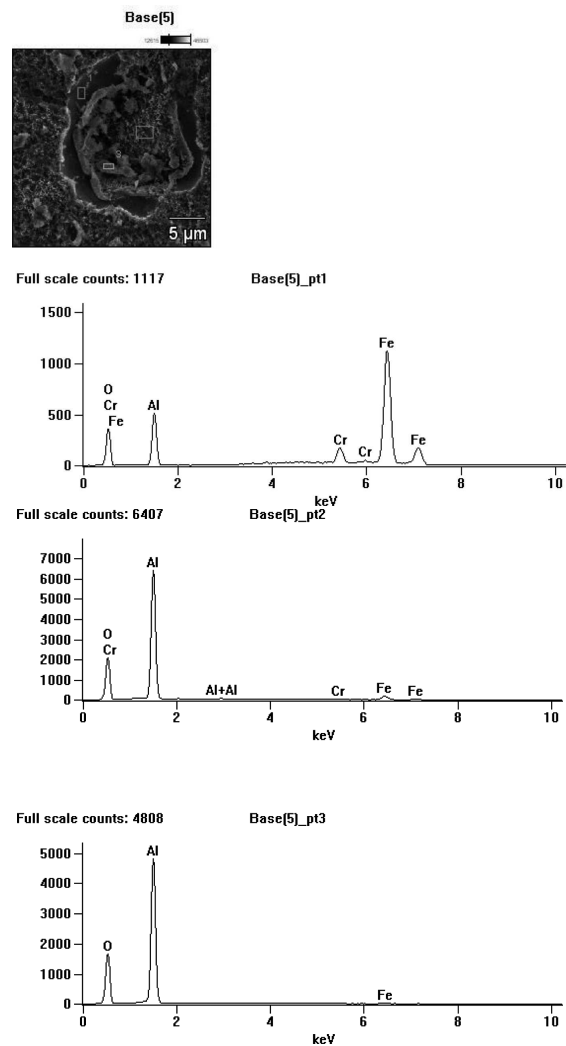 Base(5)
5 µm
Full scale counts: 1117 Base(5)_pt1
1500
1000
500
0
O
Cr
Fe
Al
Cr
Cr
Fe
Fe
0 2 4 6 8 10
keV
Full scale counts: 6407 Base(5)_pt2
7000
6000
5000
4000
3000
2000
1000
0
O
Cr
Al
Al+Al
Cr
Fe
Fe
0 2 4 6 8 10
keV
Full scale counts: 4808 Base(5)_pt3
5000
4000
3000
2000
1000
0
O
Al
Fe
0 2 4 6 8 10
keV